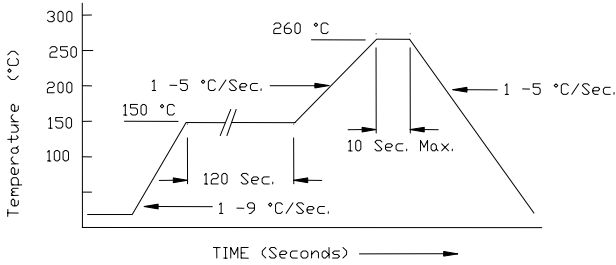 300
260 °C
250
200
1 -5 °C/Sec.
1 -5 °C/Sec.
150 °C
150
10 Sec. Max.
100
120 Sec.
1 -9 °C/Sec.
Temperature (°C)
TIME (Seconds)